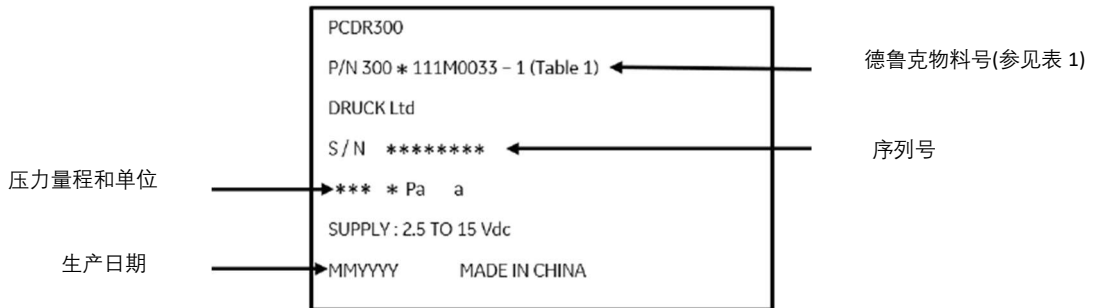 PCDR300
P/N 300 * 111M0033 – 1 (Table 1)
德鲁克物料号(参见表 1)
DRUCK Ltd
S / N ********
序列号
压力量程和单位
*** * Pa a
SUPPLY : 2.5 TO 15 Vdc
生产日期
MMYYYY MADE IN CHINA